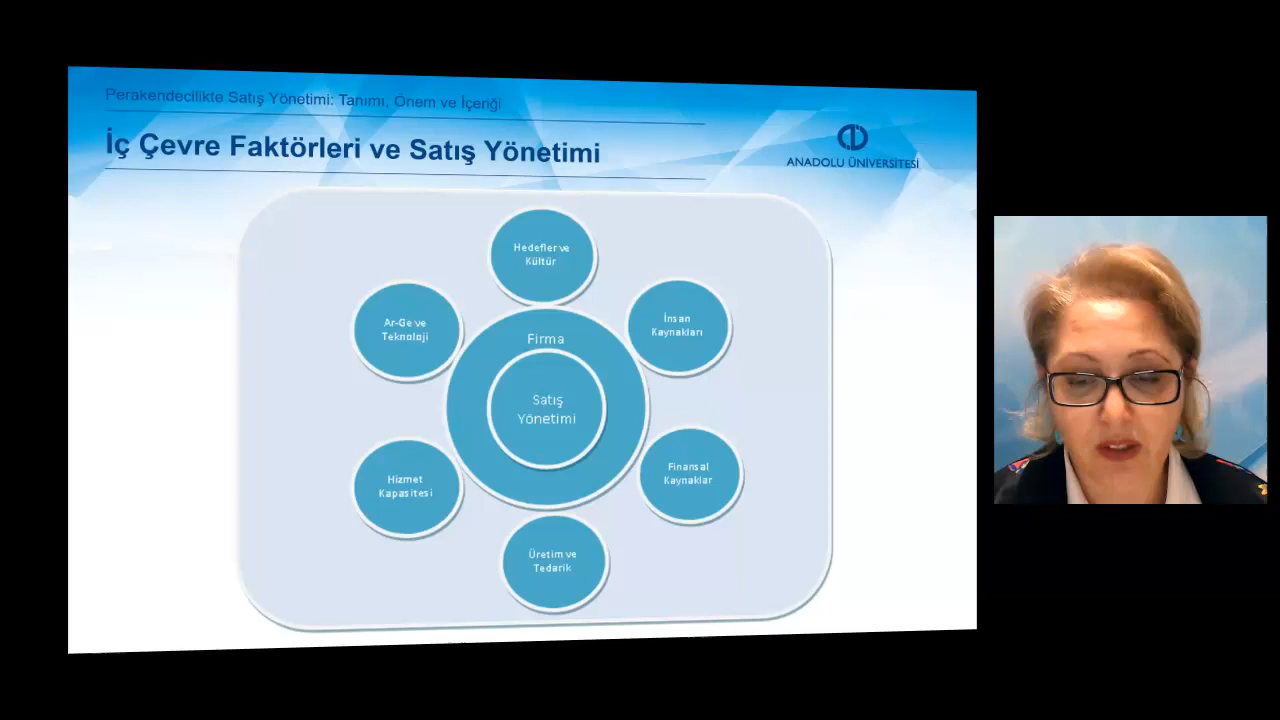 Perakendecilikte Satış Yönetimi: Tanımı, Önem ve İçeriği
İç Çevre Faktörleri ve Satış Yönetimi
ANADOLU ÜNİVERSİTESİ
Hedefler ve
Kültür
Ar-Ge ve
Teknoloji
İnsan
Kaynakları
Firma
Satış
Yönetimi
Hizmet
Kapasitesi
Finansal
Kaynaklar
Üretim ve
Tedarik